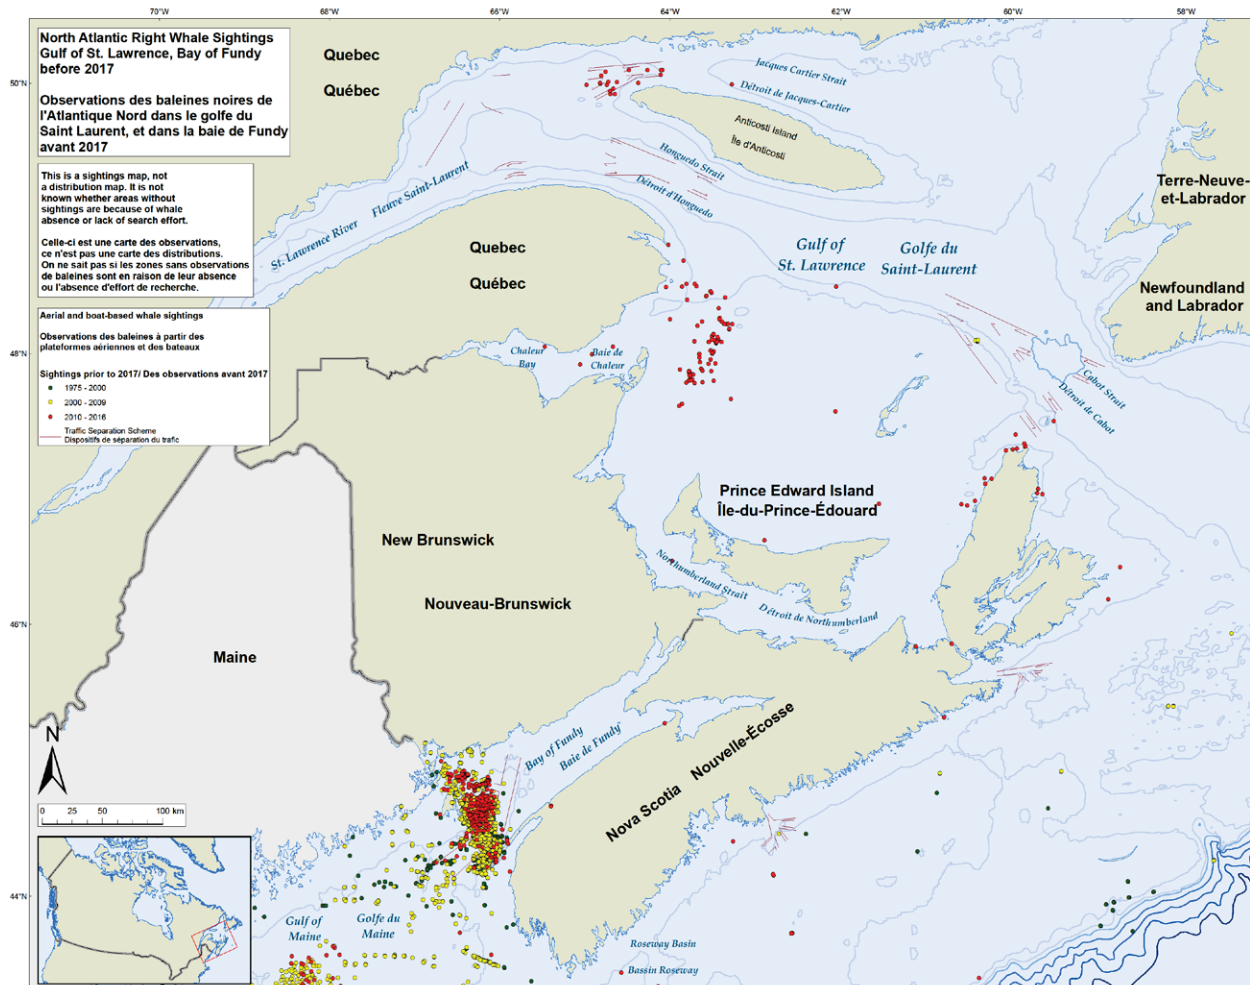 70°W
68°W
66°W
64°W
62°W
60°W
58°W
North Atlantic Right Whale Sightings
Gulf of St. Lawrence, Bay of Fundy
before 2017
Observations des baleines noires de
l'Atlantique Nord dans le golfe du
Saint Laurent, et dans la baie de Fundy
avant 2017
This is a sightings map, not
a distribution map. It is not
known whether areas without
sightings are because of whale
absence or lack of search effort.
Celle-ci est une carte des observations,
ce n'est pas une carte des distributions.
On ne sait pas si les zones sans observations
de baleines sont en raison de leur absence
ou l'absence d'effort de recherche.
Aerial and boat-based whale sightings
Observations des baleines à partir des
plateformes aériennes et des bateaux
Sightings prior to 2017/ Des observations avant 2017
1975 - 2000
2000 - 2009
2010 - 2016
Traffic Separation Scheme
Dispositifs de séparation du trafic
Quebec
Québec
Jacques Cartier Strait
Détroit de Jacques-Cartier
Anticosti Island
Île d'Anticosti
Honguedo Strait
Détroit d'Honguedo
St. Lawrence River
Fleuve Saint-Laurent
Quebec
Québec
Gulf of
St. Lawrence
Golfe du
Saint-Laurent
Terre-Neuve-
et-Labrador
Newfoundland
and Labrador
Chaleur
Bay
Baie de
Chaleur
Cabot Strait
Détroit de Cabot
Prince Edward Island
Île-du-Prince-Édouard
New Brunswick
Nouveau-Brunswick
Northumberland Strait
Détroit de Northumberland
Maine
Bay of Fundy
Baie de Fundy
Nova Scotia
Nouvelle-Écosse
Gulf of
Maine
Golfe du
Maine
Roseway Basin
Bassin Roseway
50°N
48°N
46°N
44°N
N
0 25 50 100 km